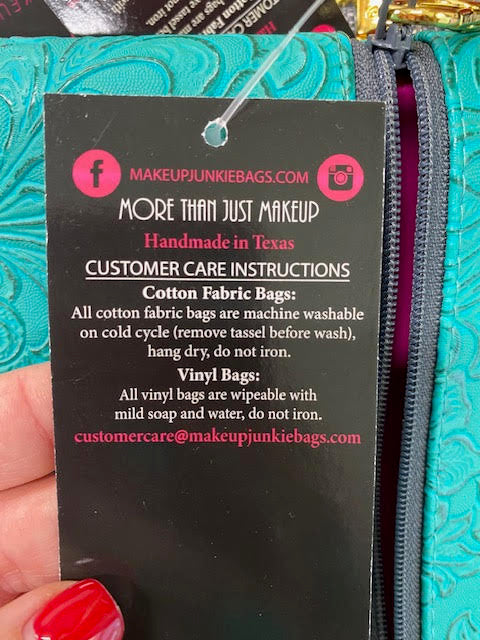 MAKEUPJUNKIEBAGS.COM
MORE THAN JUST MAKEUP
Handmade in Texas
CUSTOMER CARE INSTRUCTIONS
Cotton Fabric Bags:
All cotton fabric bags are machine washable
on cold cycle (remove tassel before wash),
hang dry, do not iron.
Vinyl Bags:
All vinyl bags are wipeable with
mild soap and water, do not iron.
customercare@makeupjunkiebags.com